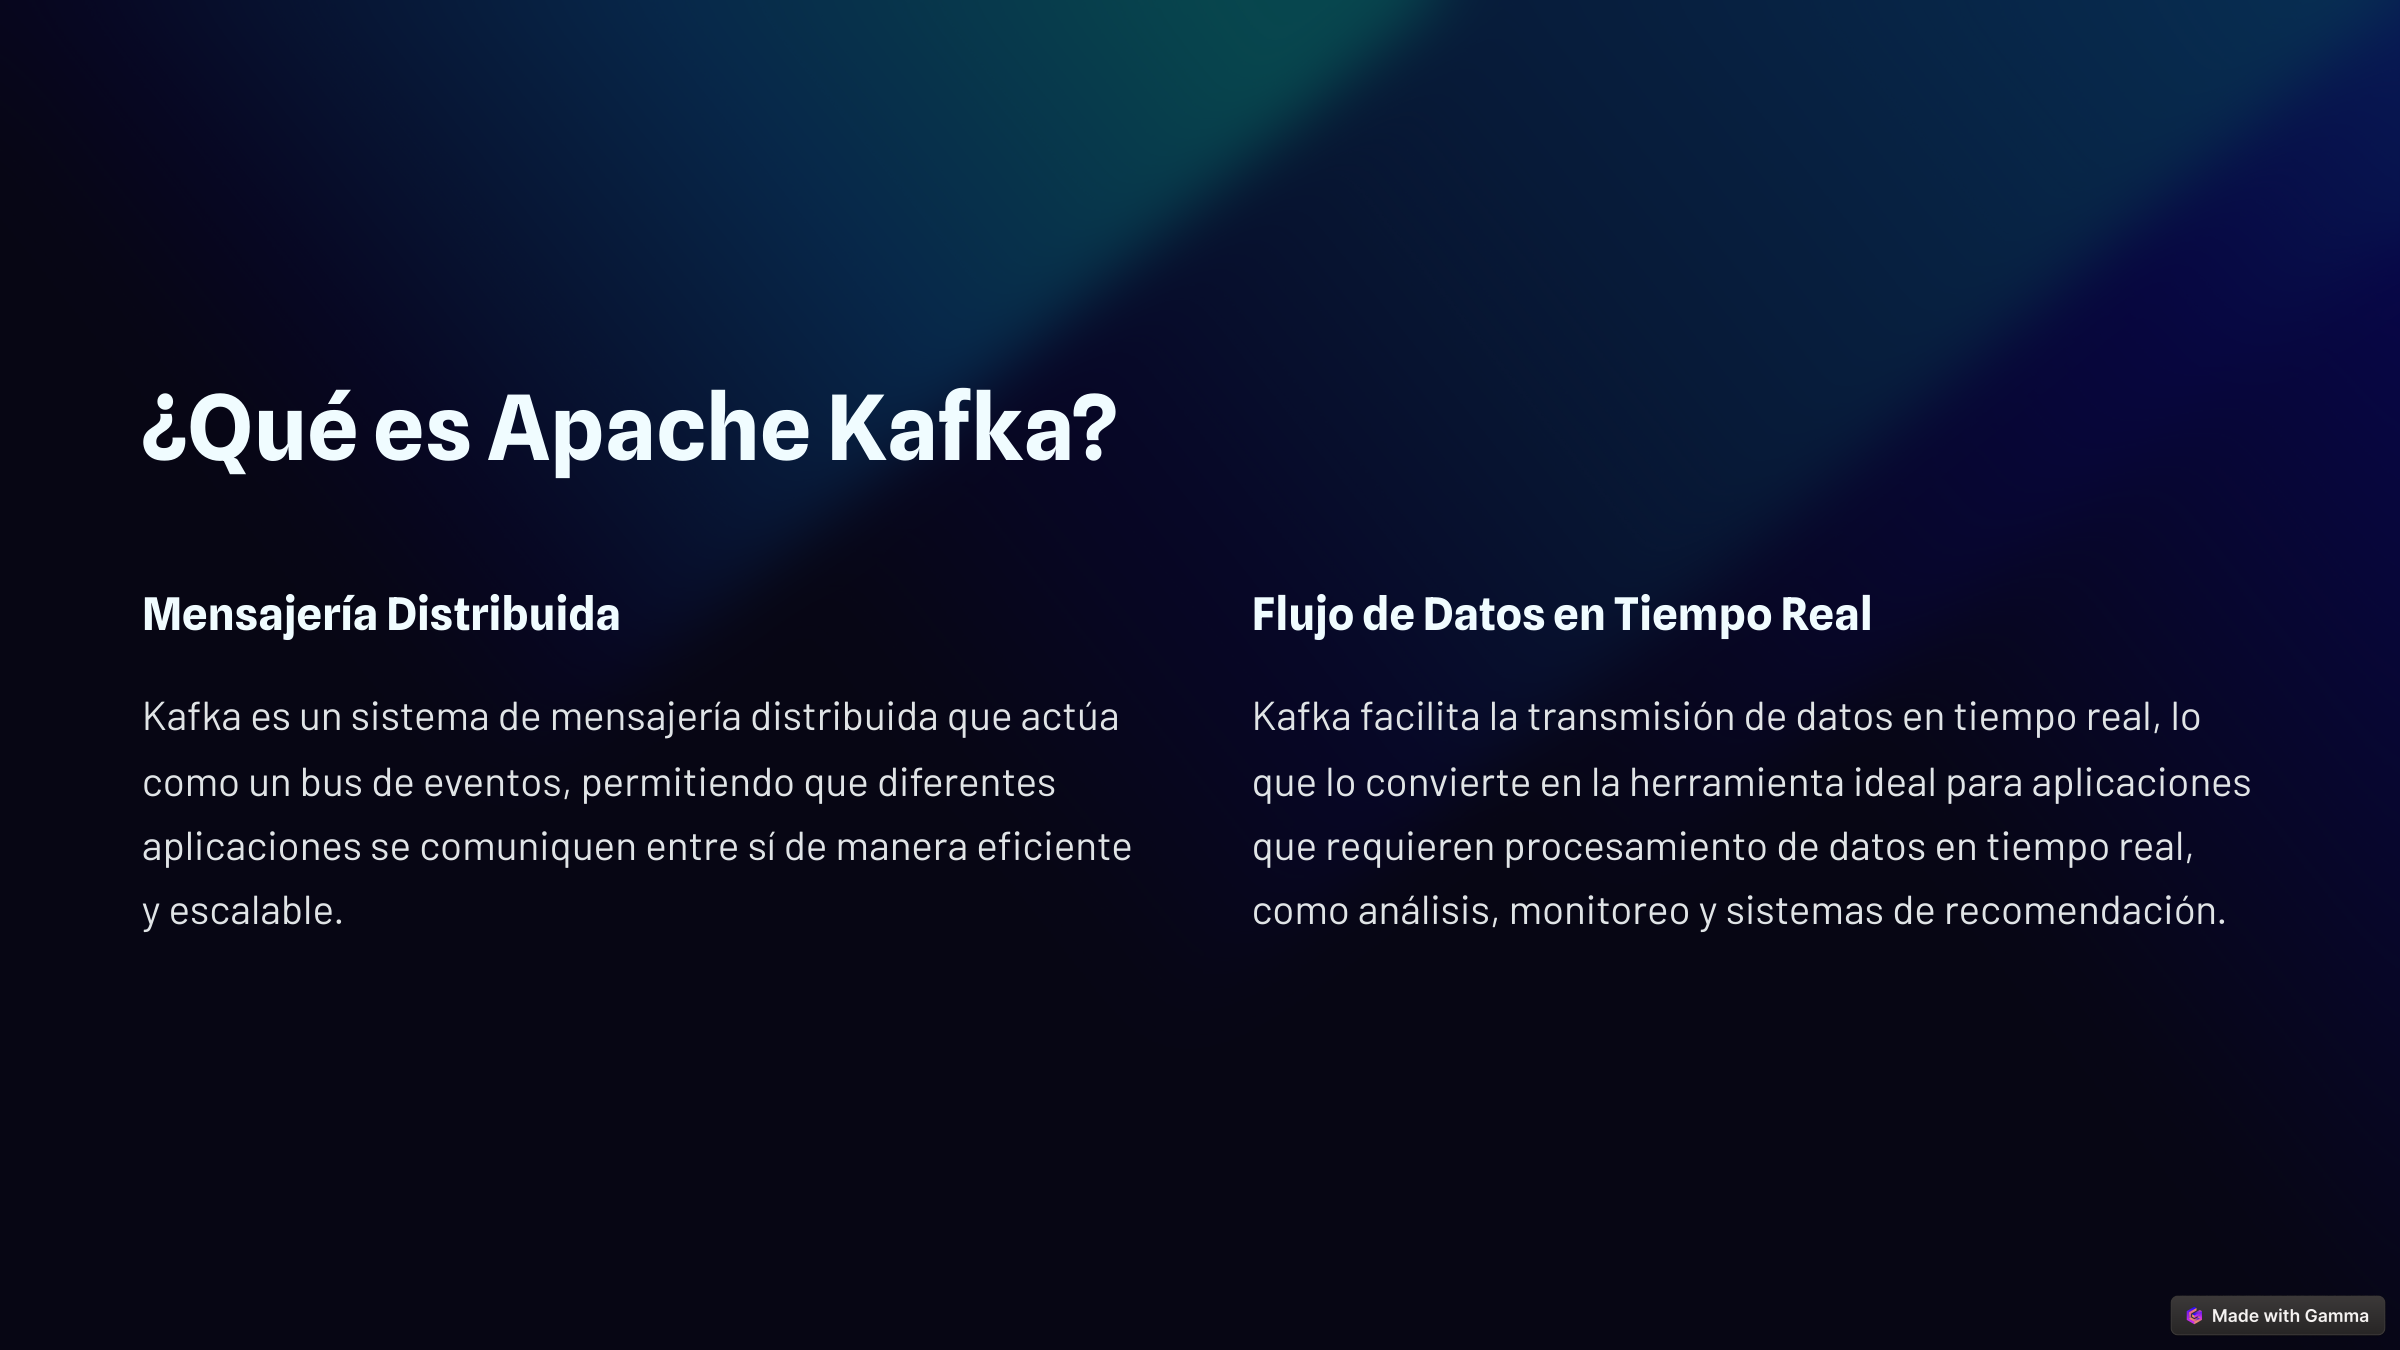 ¿Qué es Apache Kafka?
Mensajería Distribuida
Kafka es un sistema de mensajería distribuida que actúa
como un bus de eventos, permitiendo que diferentes
aplicaciones se comuniquen entre sí de manera eficiente
y escalable.
Flujo de Datos en Tiempo Real
Kafka facilita la transmisión de datos en tiempo real, lo
que lo convierte en la herramienta ideal para aplicaciones
que requieren procesamiento de datos en tiempo real,
como análisis, monitoreo y sistemas de recomendación.
Made with Gamma